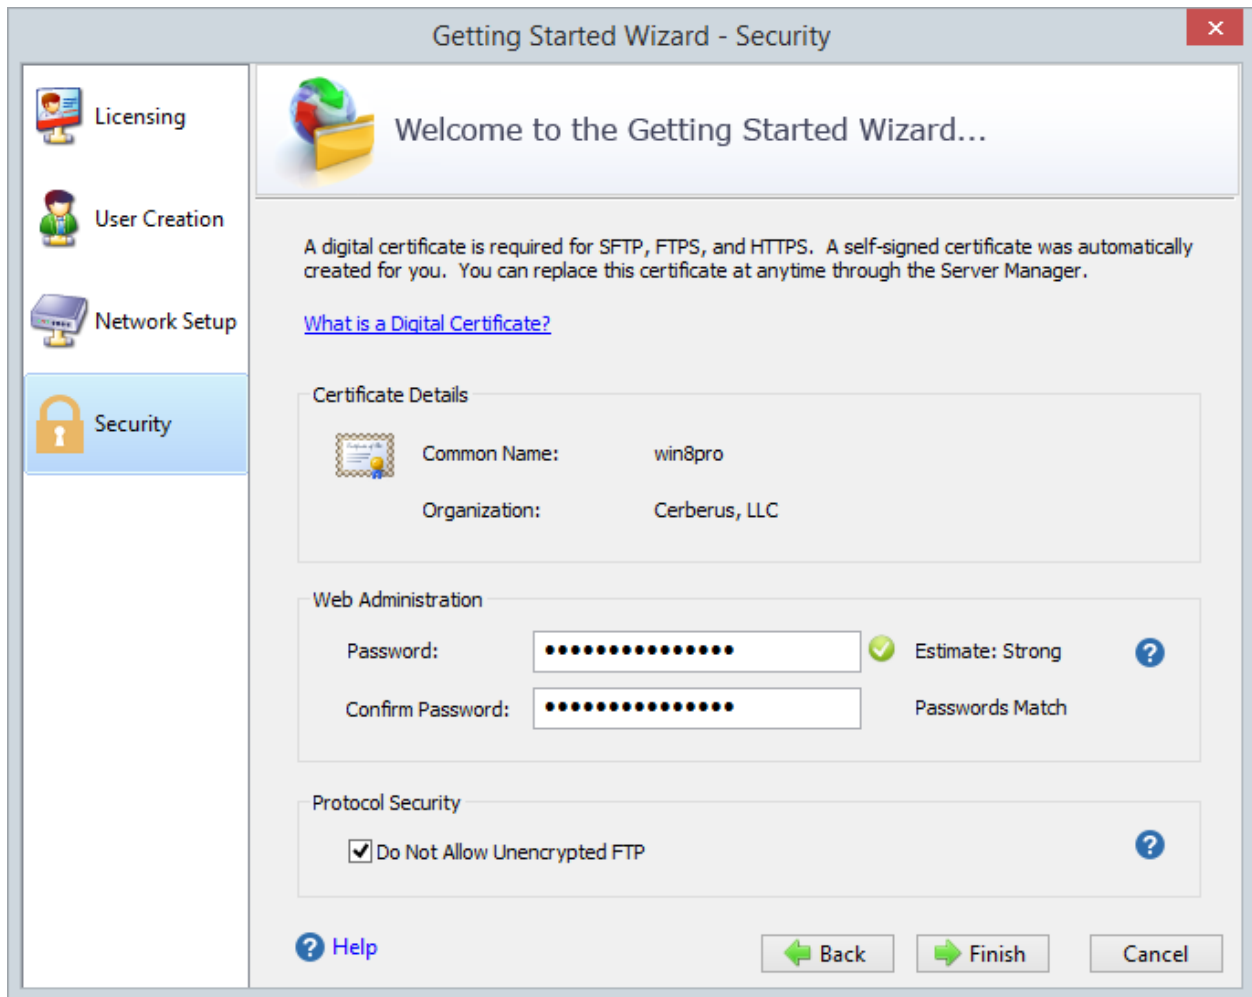 Getting Started Wizard - Security
Licensing
User Creation
Network Setup
Security
Welcome to the Getting Started Wizard...
A digital certificate is required for SFTP, FTPS, and HTTPS.  A self-signed certificate was automatically
created for you.  You can replace this certificate at anytime through the Server Manager.
What is a Digital Certificate?
Certificate Details
Common Name: win8pro
Organization: Cerberus, LLC
Web Administration
Password: ••••••••••••••• Estimate: Strong ?
Confirm Password: ••••••••••••••• Passwords Match
Protocol Security
Do Not Allow Unencrypted FTP ?
? Help
Back Finish Cancel